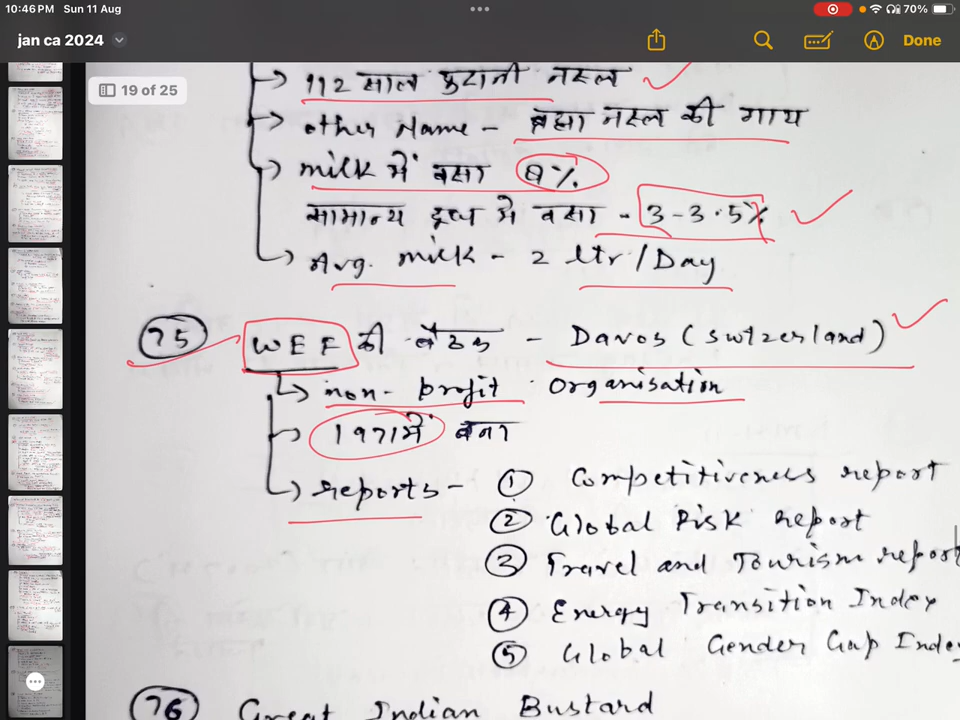 10:46 PM Sun 11 Aug
70%
jan ca 2024
Done
19 of 25
112 साल पुरानी नस्ल
other Name - ब्रह्मा नस्ल की गाय
milk में वसा 8%
सामान्य दूध में वसा - 3-3.5%
Avg. milk - 2 ltr/Day
75 WEF की बैठक - Davos (Swtzerland)
non-profit Organisation
1971में बना
reports - ① Competitiveness report
② Global Risk report
③ Travel and Tourism report
④ Energy Transition Index
⑤ Global Gender Gap Inde
76 Great Indian Bustard